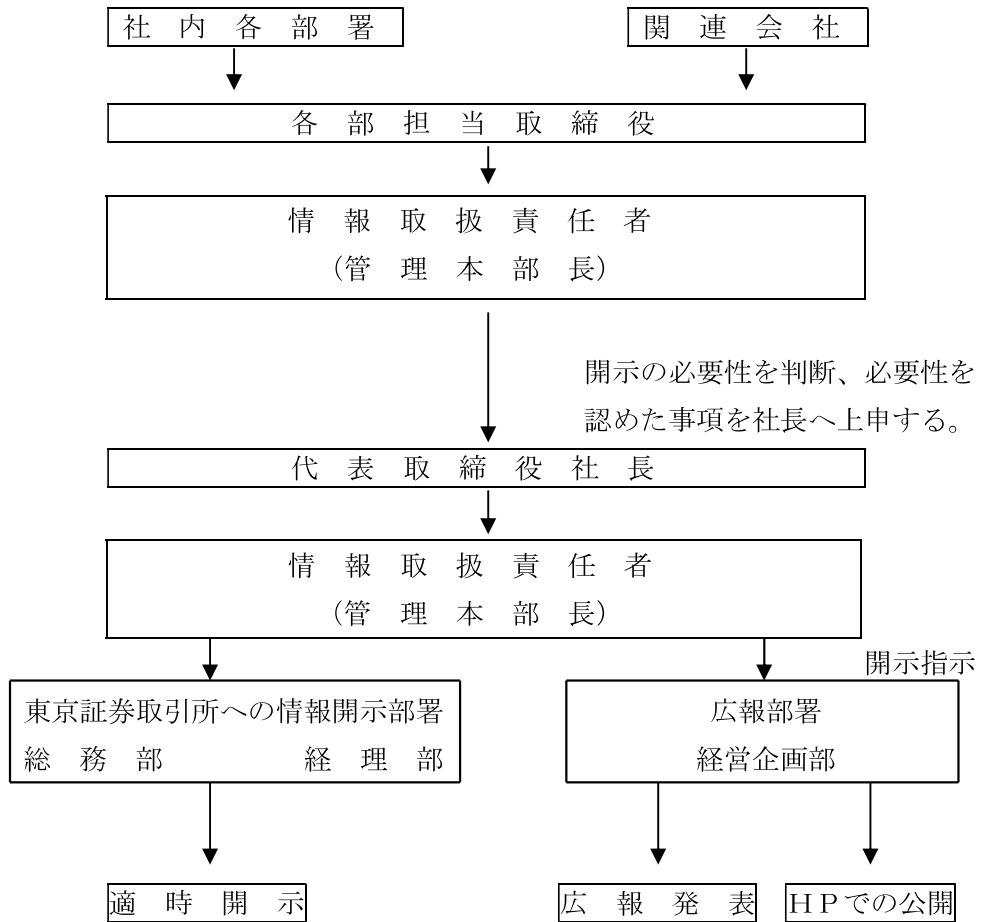 社内各部署
関連会社
各部担当取締役
情報取扱責任者
（管理本部長）
開示の必要性を判断、必要性を
認めた事項を社長へ上申する。
代表取締役社長
情報取扱責任者
（管理本部長）
開示指示
東京証券取引所への情報開示部署
総務部 経理部
広報部署
経営企画部
適時開示
広報発表
ＨＰでの公開